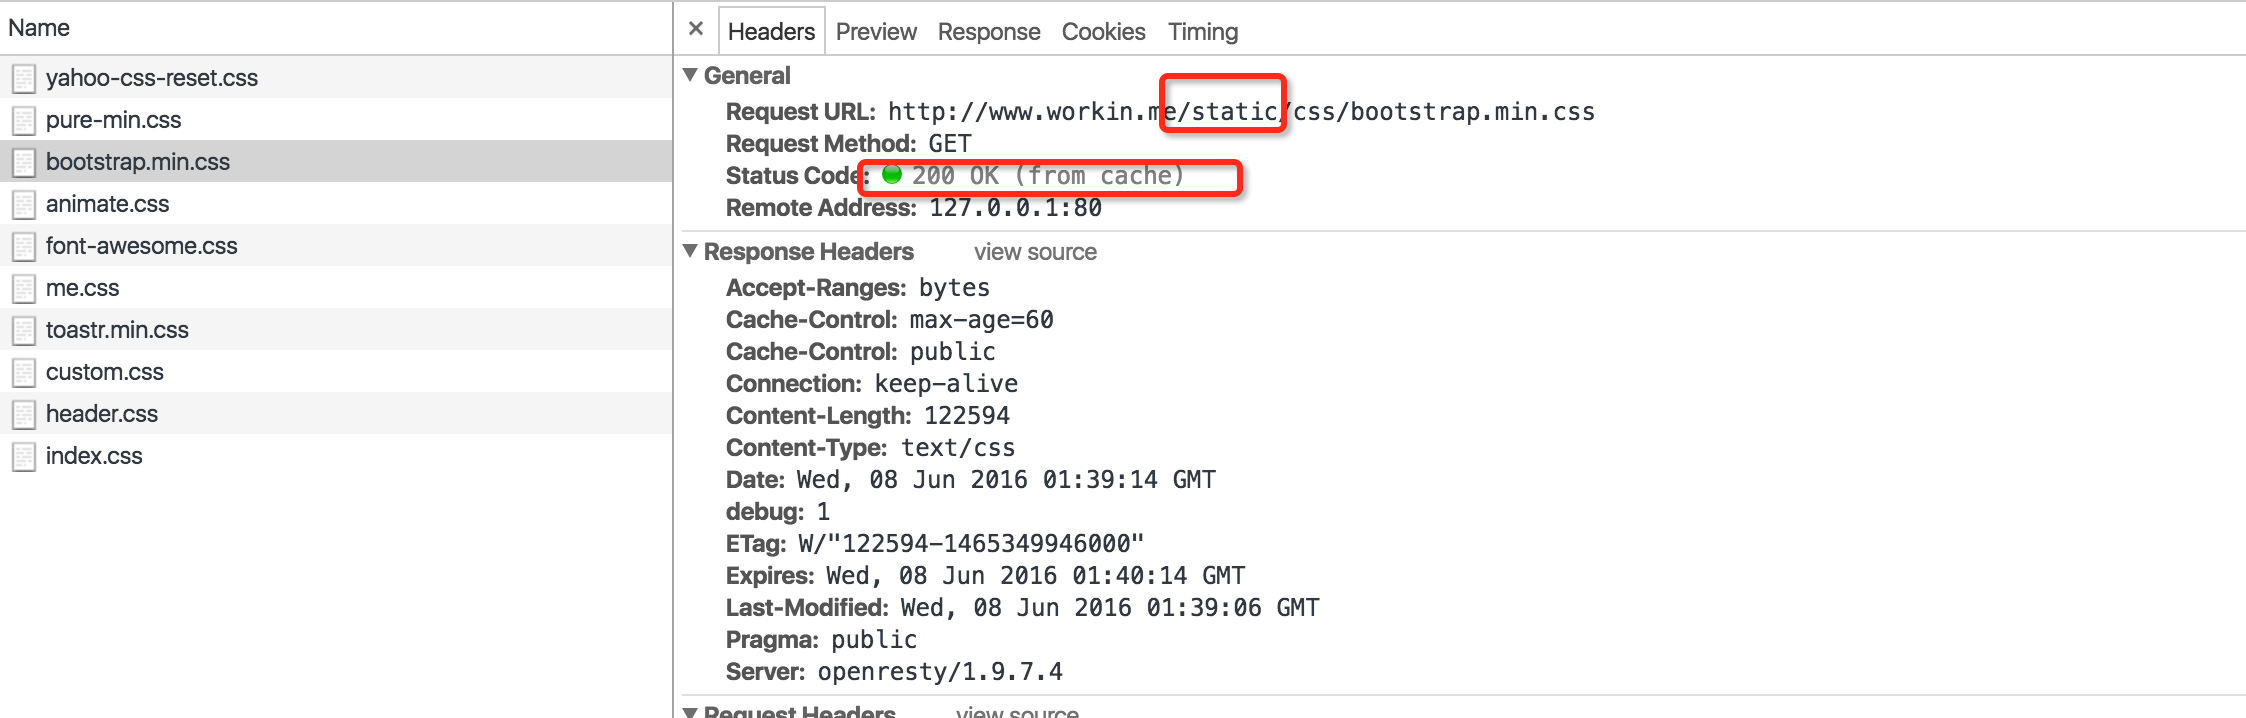 Name
yahoo-css-reset.css
pure-min.css
bootstrap.min.css
animate.css
font-awesome.css
me.css
toastr.min.css
custom.css
header.css
index.css
× Headers Preview Response Cookies Timing
▼ General
Request URL: http://www.workin.me/static/css/bootstrap.min.css
Request Method: GET
Status Code: 200 OK (from cache)
Remote Address: 127.0.0.1:80
▼ Response Headers view source
Accept-Ranges: bytes
Cache-Control: max-age=60
Cache-Control: public
Connection: keep-alive
Content-Length: 122594
Content-Type: text/css
Date: Wed, 08 Jun 2016 01:39:14 GMT
debug: 1
ETag: W/"122594-1465349946000"
Expires: Wed, 08 Jun 2016 01:40:14 GMT
Last-Modified: Wed, 08 Jun 2016 01:39:06 GMT
Pragma: public
Server: openresty/1.9.7.4
▼ Request Headers view source